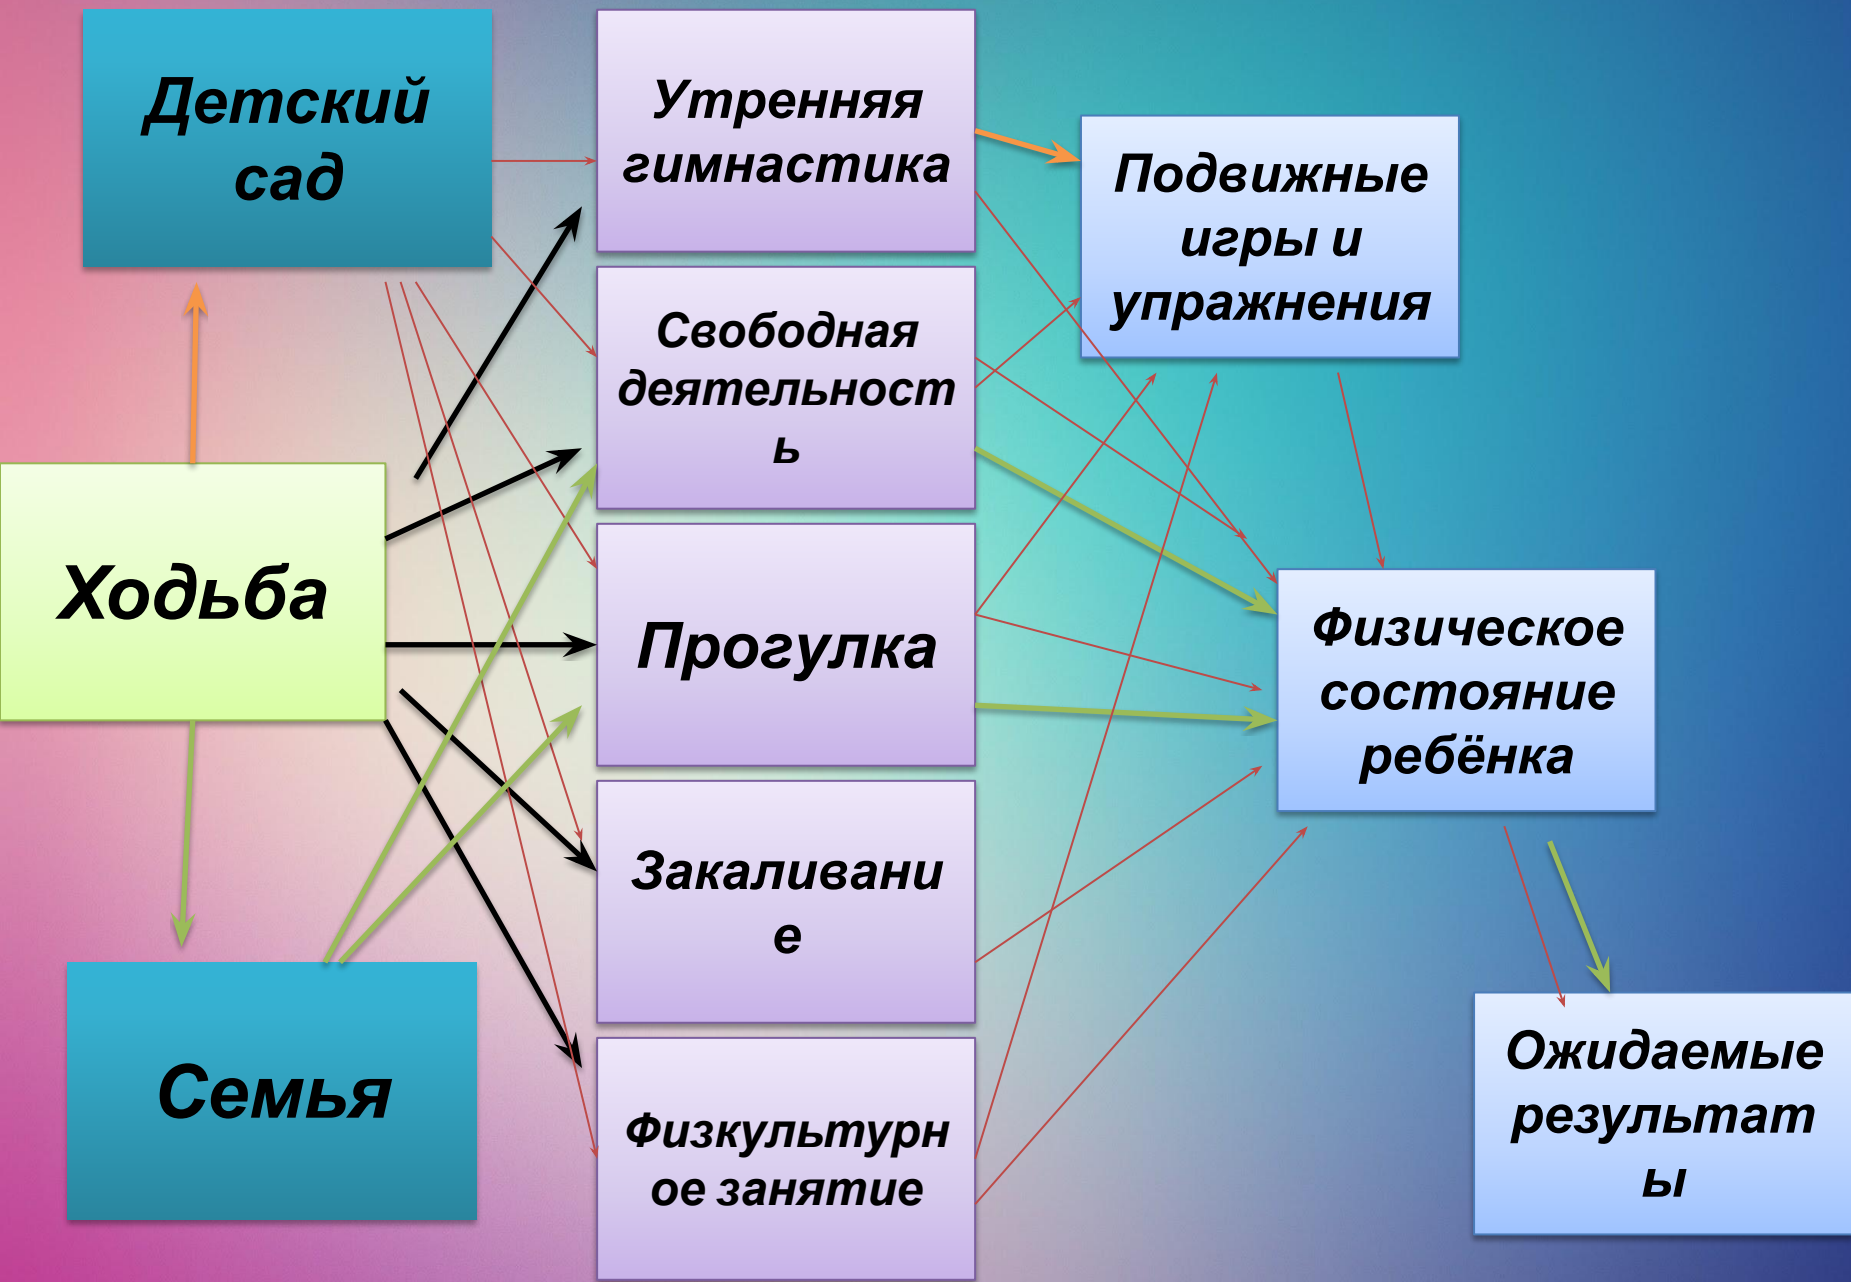 Детский
сад
Ходьба
Семья
Утренняя
гимнастика
Свободная
деятельност
ь
Прогулка
Закаливани
е
Физкультурн
ое занятие
Подвижные
игры и
упражнения
Физическое
состояние
ребёнка
Ожидаемые
результат
ы